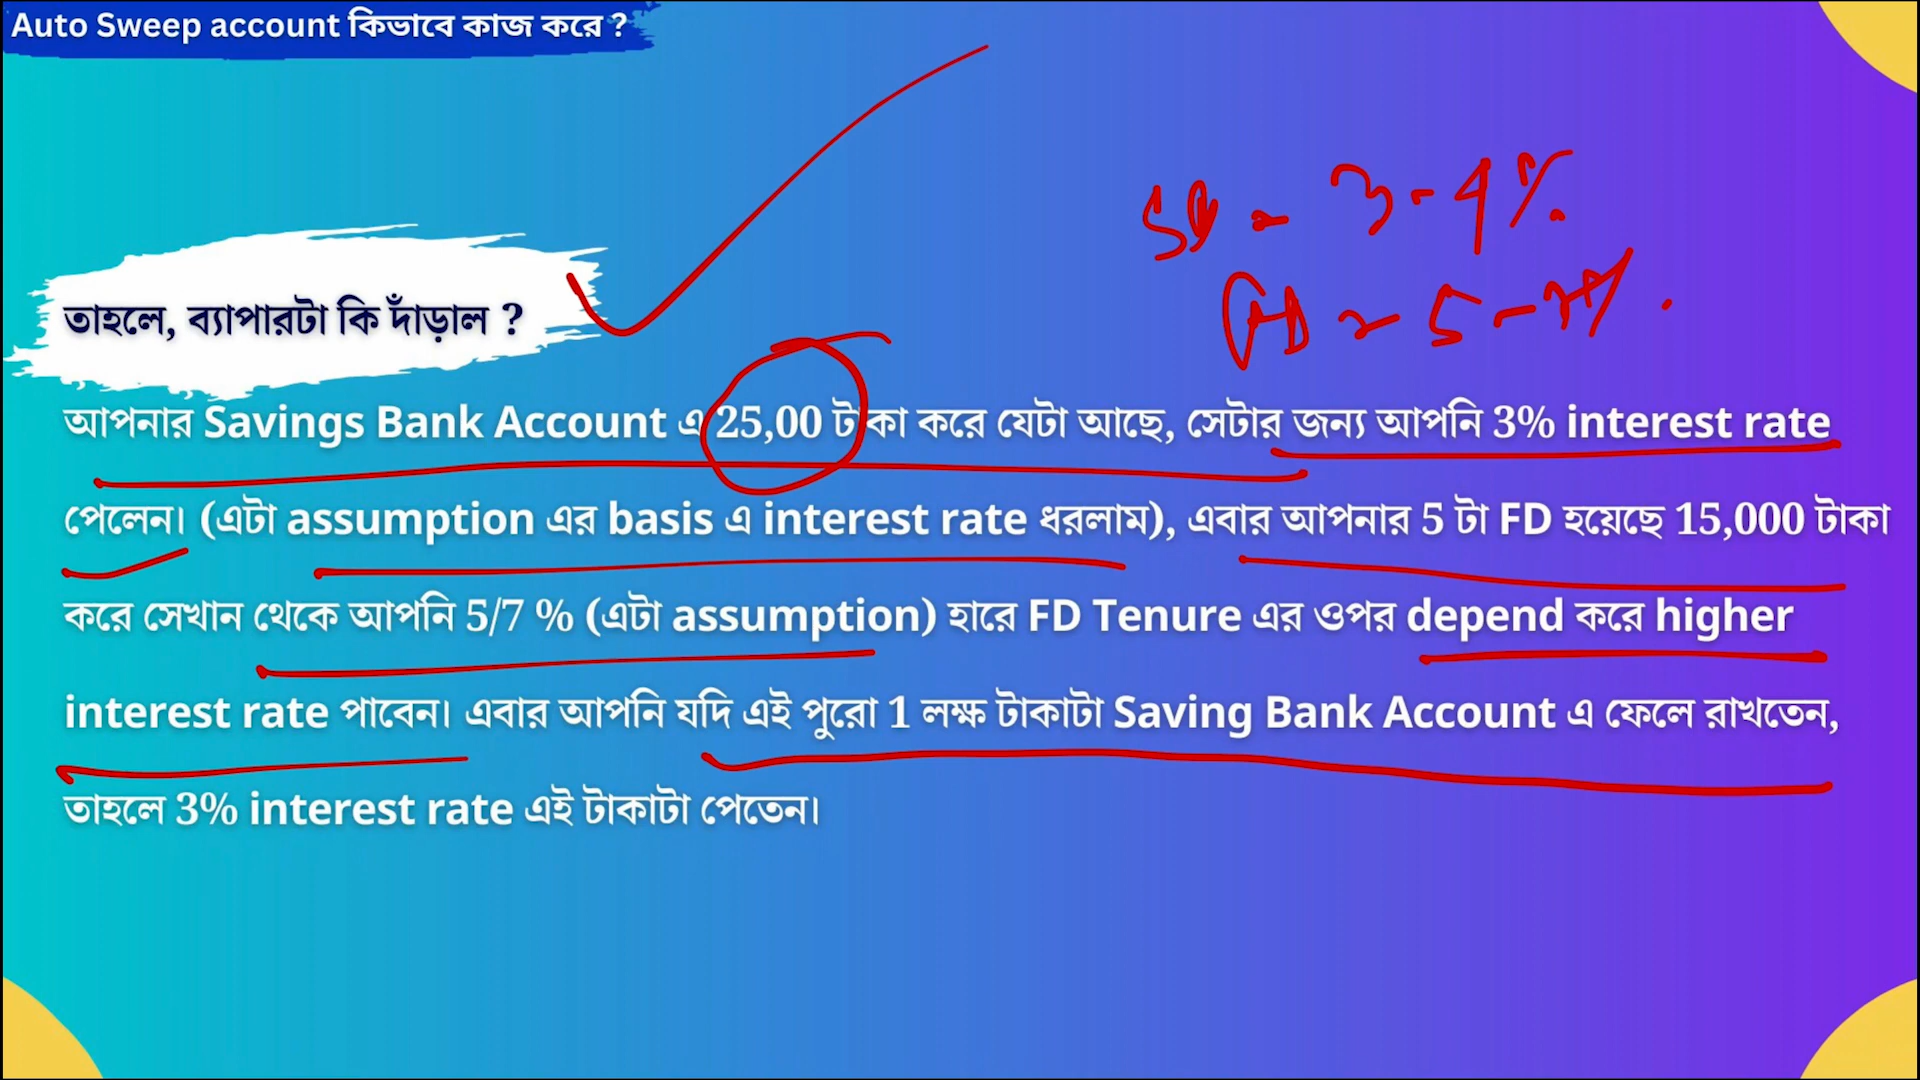 Auto Sweep account কিভাবে কাজ করে ?
SB - 3-4%
FD - 5-7%
তাহলে, ব্যাপারটা কি দাঁড়াল ?
আপনার Savings Bank Account এ 25,00 টাকা করে যেটা আছে, সেটার জন্য আপনি 3% interest rate
পেলেন। (এটা assumption এর basis এ interest rate ধরলাম), এবার আপনার 5 টা FD হয়েছে 15,000 টাকা
করে সেখান থেকে আপনি 5/7 % (এটা assumption) হারে FD Tenure এর ওপর depend করে higher
interest rate পাবেন। এবার আপনি যদি এই পুরো 1 লক্ষ টাকাটা Saving Bank Account এ ফেলে রাখতেন,
তাহলে 3% interest rate এই টাকাটা পেতেন।